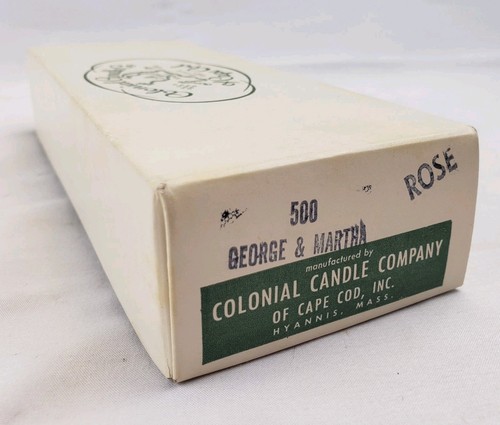 500
ROSE
GEORGE & MARTHA
manufactured by
COLONIAL CANDLE COMPANY
OF CAPE COD, INC.
HYANNIS, MASS.